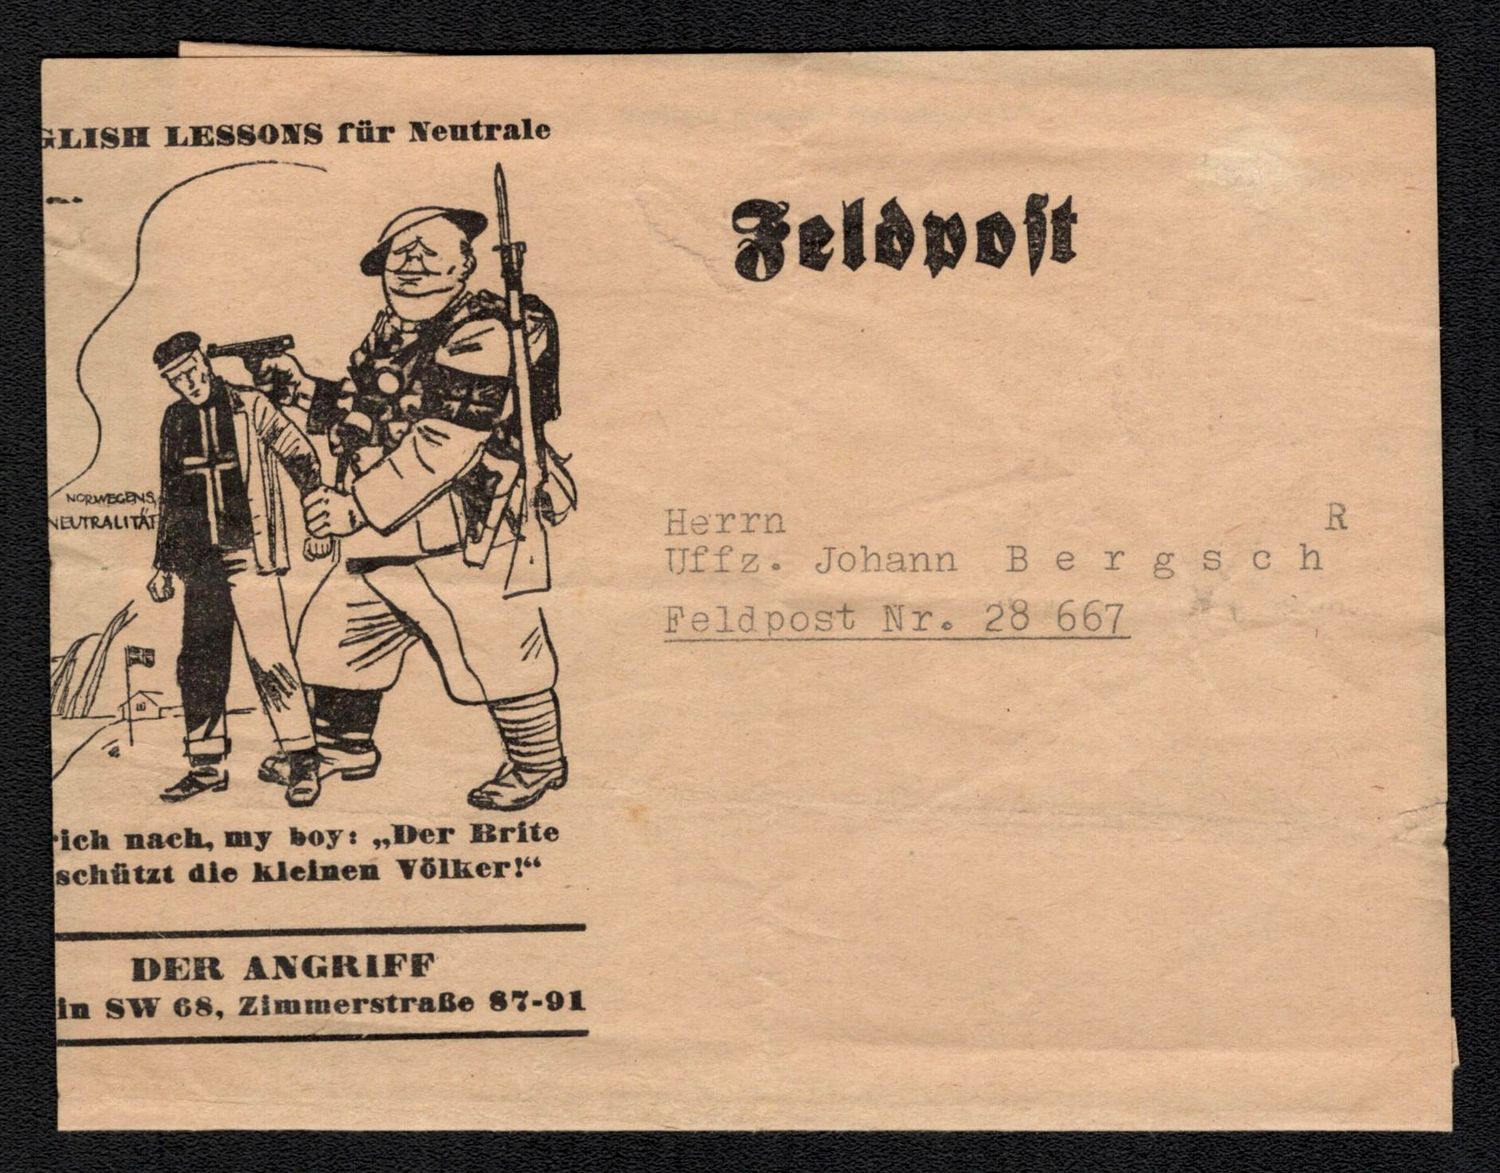 GLISH LESSONS für Neutrale
Feldpost
NORWEGENS
NEUTRALITÄT
Herrn R
Uffz. Johann Bergsch
Feldpost Nr. 28 667
rich nach, my boy: „Der Brite
schützt die kleinen Völker!“
DER ANGRIFF
in SW 68, Zimmerstraße 87-91